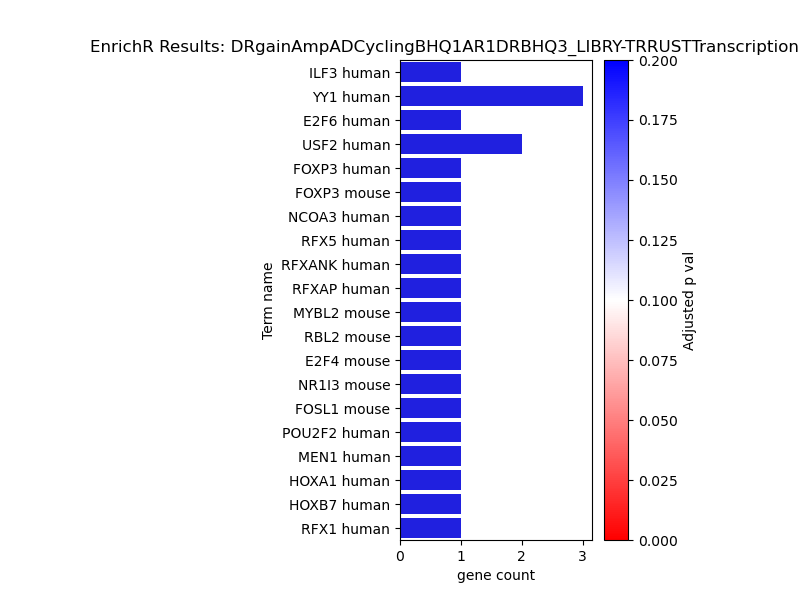 EnrichR Results: DRgainAmpADCyclingBHQ1AR1DRBHQ3_LIBRY-TRRUSTTranscription
ILF3 human
YY1 human
E2F6 human
USF2 human
FOXP3 human
FOXP3 mouse
NCOA3 human
RFX5 human
RFXANK human
RFXAP human
MYBL2 mouse
RBL2 mouse
E2F4 mouse
NR1I3 mouse
FOSL1 mouse
POU2F2 human
MEN1 human
HOXA1 human
HOXB7 human
RFX1 human
Term name
0 1 2 3
gene count
0.200
0.175
0.150
0.125
0.100
0.075
0.050
0.025
0.000
Adjusted p val